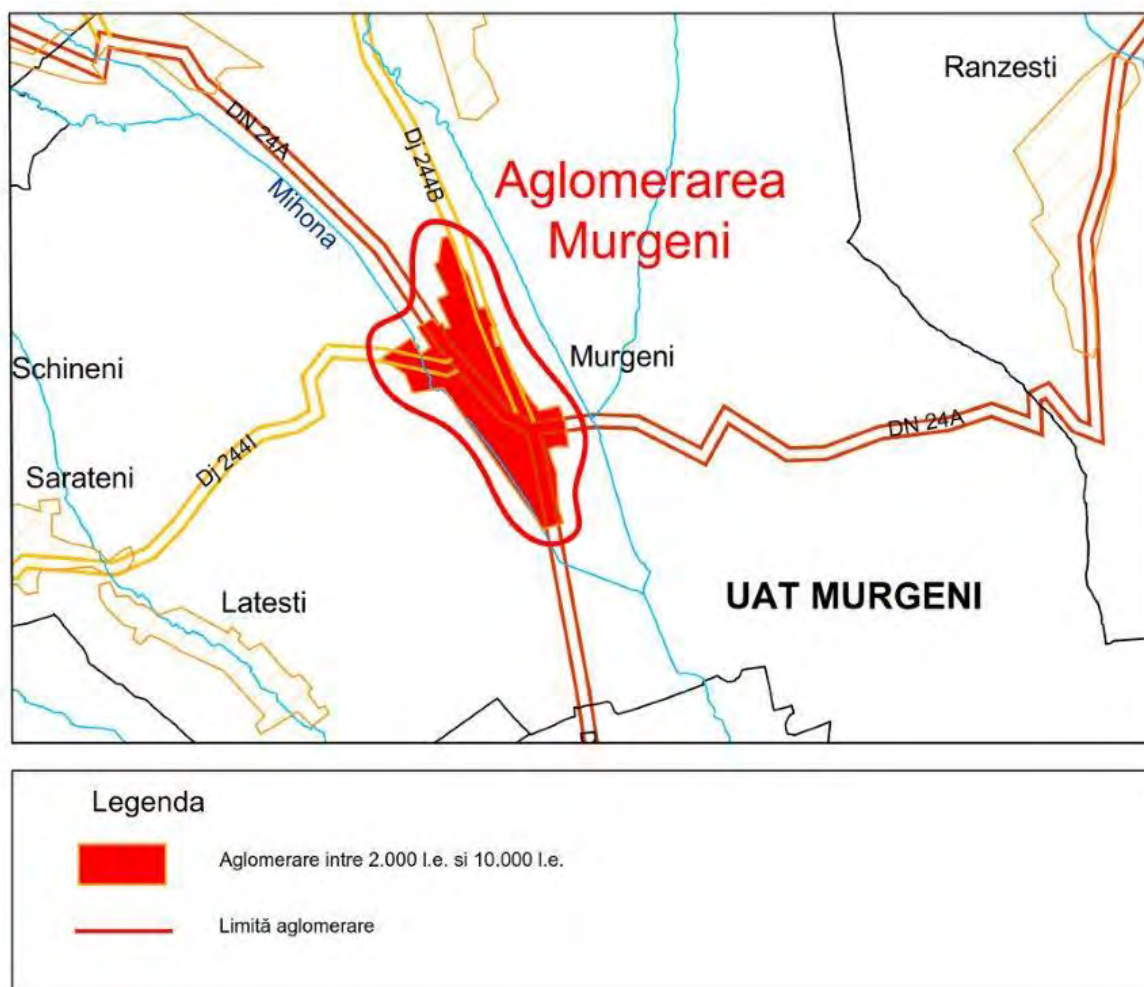 Ranzesti
DN 24A
Dj 244B
Aglomerarea
Murgeni
Mihona
Murgeni
Schineni
DN 24A
Dj 244I
Sarateni
UAT MURGENI
Latesti
D
Legenda
Aglomerare intre 2.000 l.e. si 10.000 l.e.
Limită aglomerare